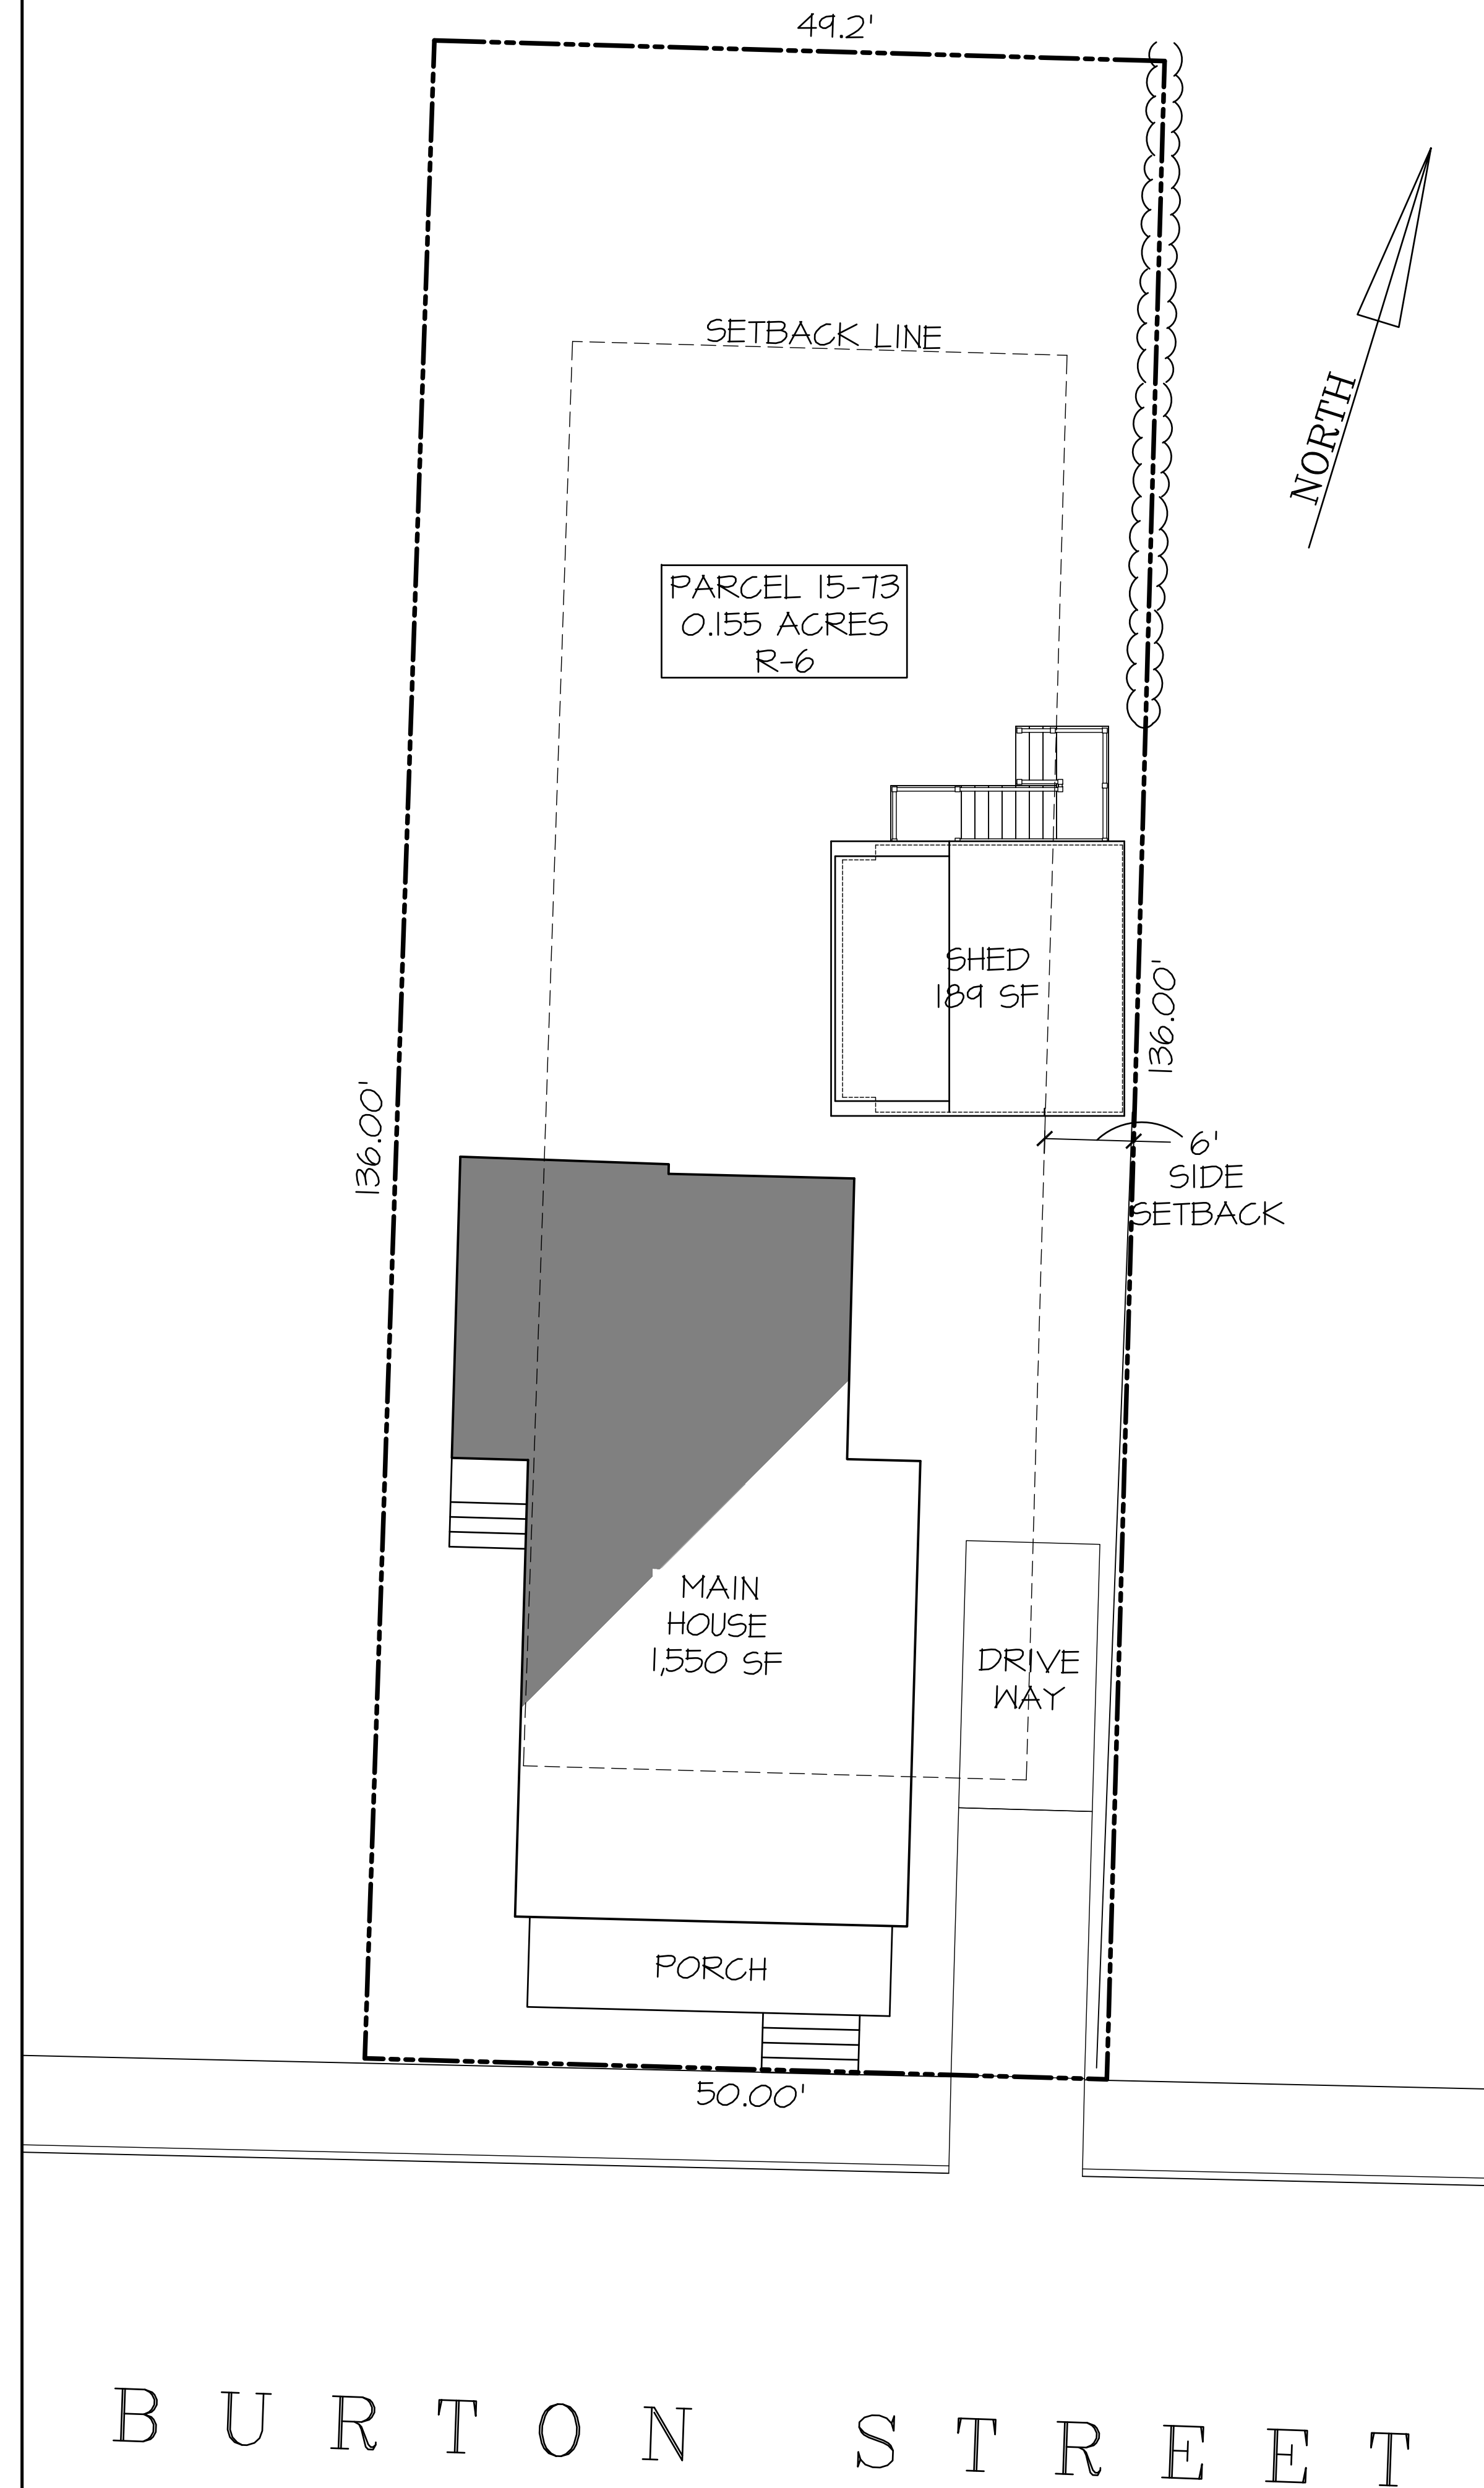 49.2'
SETBACK LINE
NORTH
PARCEL 15-73
0.155 ACRES
R-6
SHED
189 SF
136.00'
136.00'
6'
SIDE
SETBACK
MAIN
HOUSE
1,550 SF
DRIVE
WAY
PORCH
50.00'
BURTON STREET